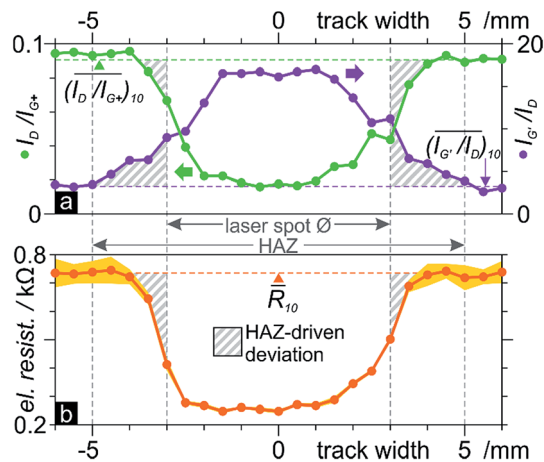 -5 0 track width 5 /mm
0.1 20
I_D/I_G+ (I_D/I_G+)_10 (I_G'/I_D)_10 I_G'/I_D
0 a 0
laser spot Ø
HAZ
0.8
el. resist. / kΩ
R_10
HAZ-driven
deviation
0.2 b
-5 0 track width 5 /mm